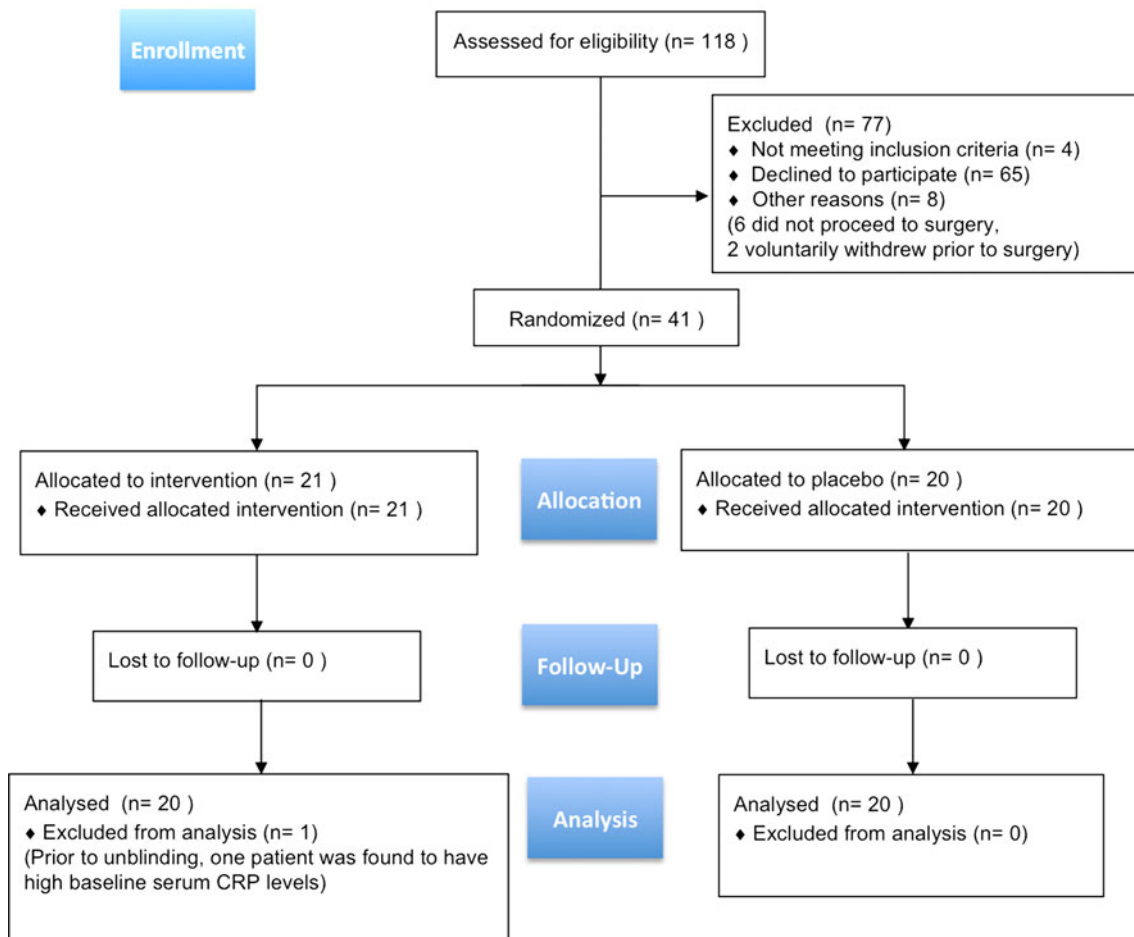 Enrollment
Assessed for eligibility (n= 118 )
Excluded (n= 77)
♦ Not meeting inclusion criteria (n= 4)
♦ Declined to participate (n= 65)
♦ Other reasons (n= 8)
(6 did not proceed to surgery,
2 voluntarily withdrew prior to surgery)
Randomized (n= 41 )
Allocated to intervention (n= 21 )
♦ Received allocated intervention (n= 21 )
Allocation
Allocated to placebo (n= 20 )
♦ Received allocated intervention (n= 20 )
Lost to follow-up (n= 0 )
Follow-Up
Lost to follow-up (n= 0 )
Analysed (n= 20 )
♦ Excluded from analysis (n= 1)
(Prior to unblinding, one patient was found to have
high baseline serum CRP levels)
Analysis
Analysed (n= 20 )
♦ Excluded from analysis (n= 0)